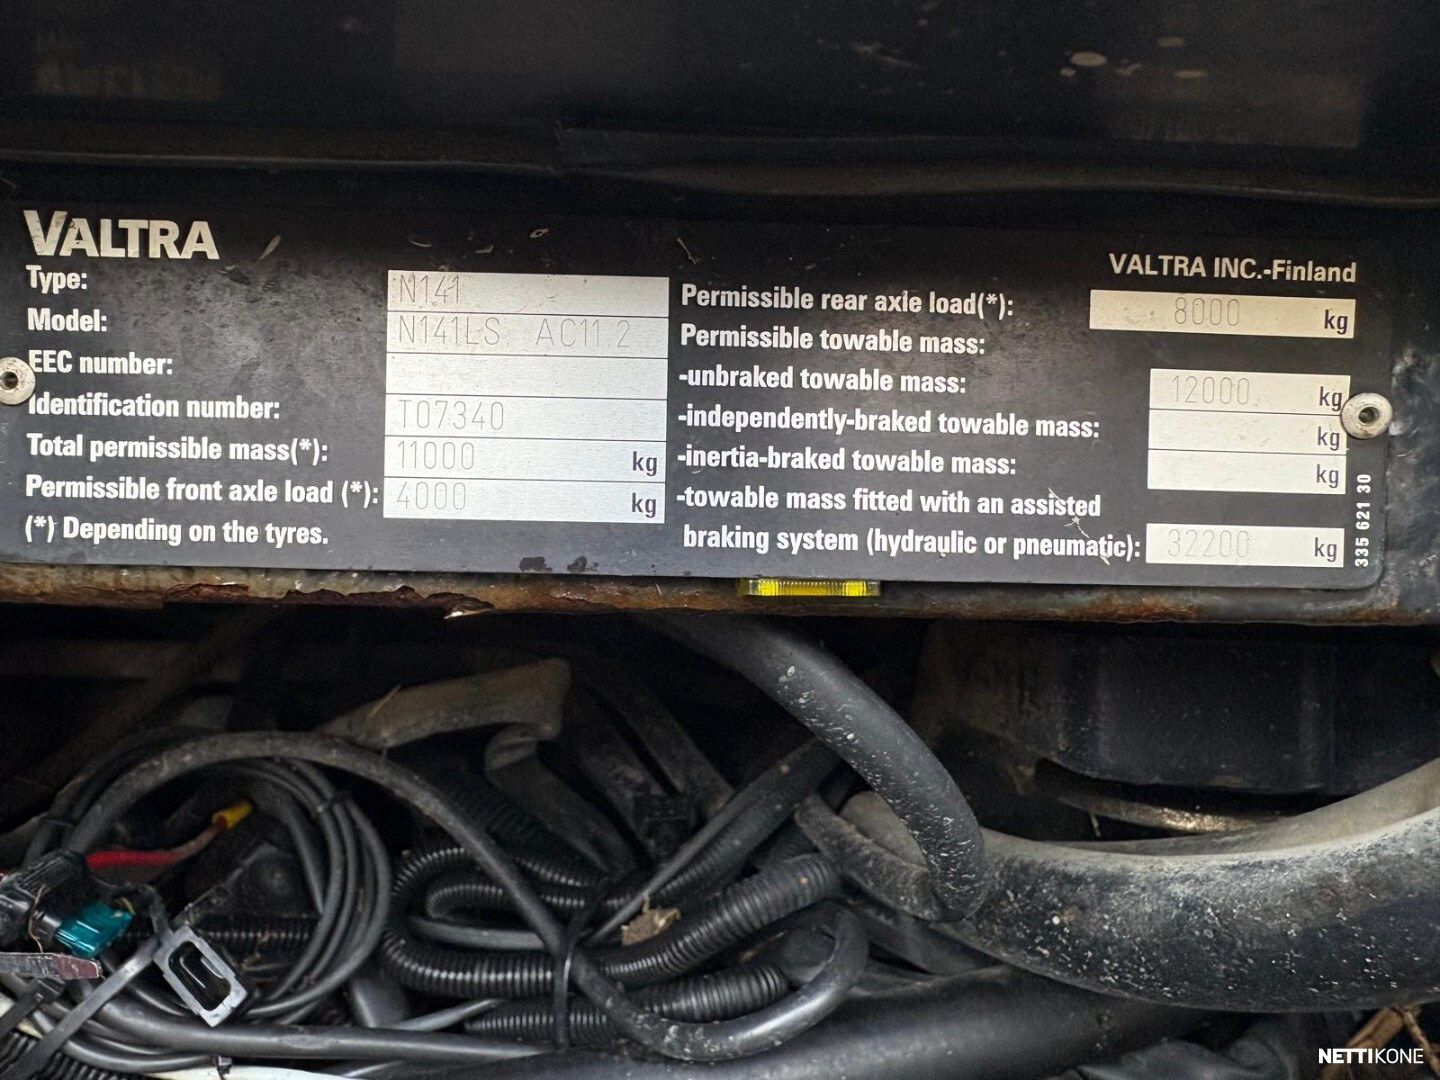 VALTRA
VALTRA INC.-Finland
Type: N141
Model: N141LS AC11.2
EEC number:
Identification number: T07340
Total permissible mass(*): 11000 kg
Permissible front axle load (*): 4000 kg
(*) Depending on the tyres.
Permissible rear axle load(*): 8000 kg
Permissible towable mass:
-unbraked towable mass: 12000 kg
-independently-braked towable mass: kg
-inertia-braked towable mass: kg
-towable mass fitted with an assisted
braking system (hydraulic or pneumatic): 32200 kg
335 621 30
NETTIKONE